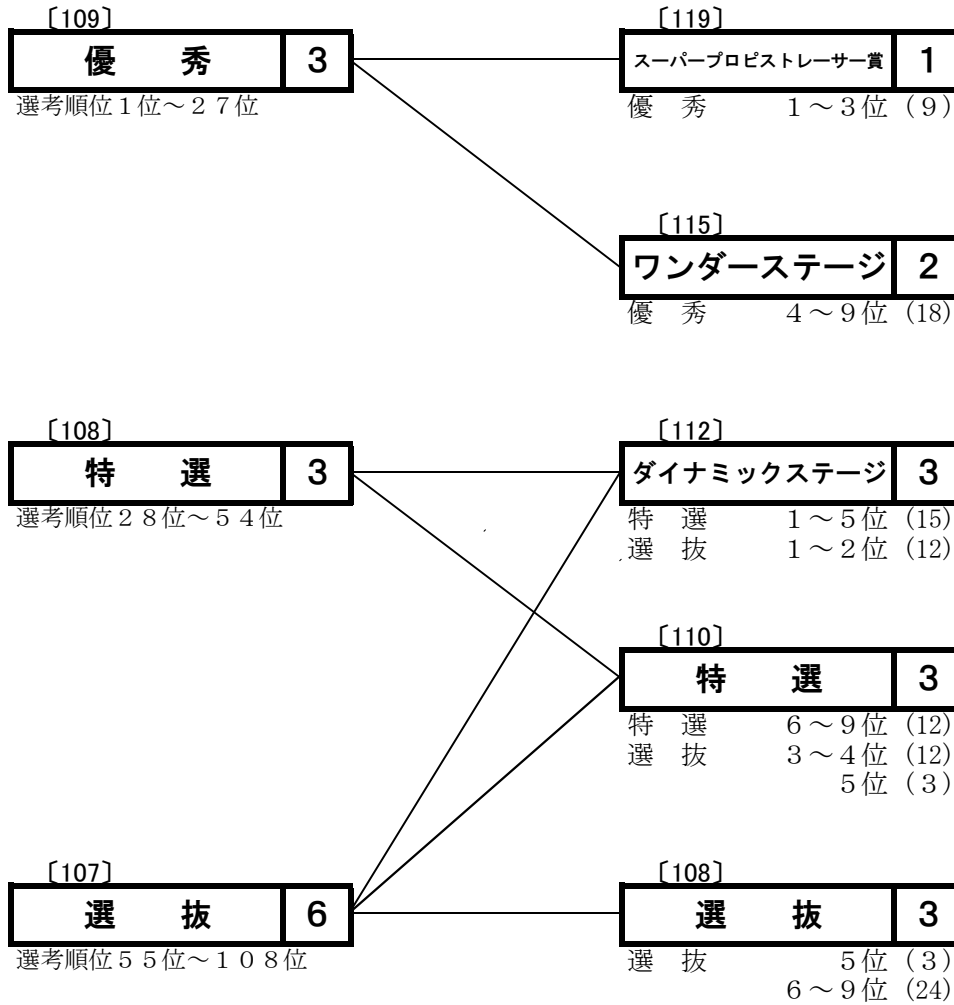 〔109〕
優　秀 3
選考順位1位～27位
〔119〕
スーパープロピストレーサー賞 1
優　秀　1～3位（9）
〔115〕
ワンダーステージ 2
優　秀　4～9位（18）
〔108〕
特　選 3
選考順位28位～54位
〔112〕
ダイナミックステージ 3
特　選　1～5位（15）
選　抜　1～2位（12）
〔110〕
特　選 3
特　選　6～9位（12）
選　抜　3～4位（12）
5位（3）
〔107〕
選　抜 6
選考順位55位～108位
〔108〕
選　抜 3
選　抜　5位（3）
6～9位（24）